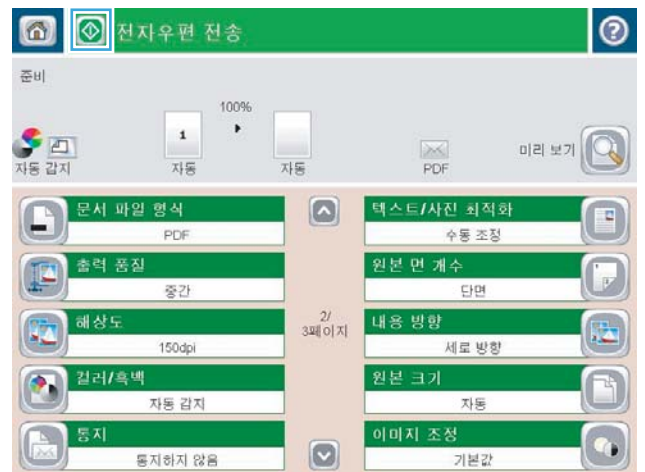 전자우편 전송
?
준비
100%
1
자동 감지
자동
자동
PDF
미리 보기
문서 파일 형식
PDF
텍스트/사진 최적화
수동 조정
출력 품질
중간
원본 면 개수
단면
해상도
150dpi
2/
3페이지
내용 방향
세로 방향
컬러/흑백
자동 감지
원본 크기
자동
통지
통지하지 않음
이미지 조정
기본값